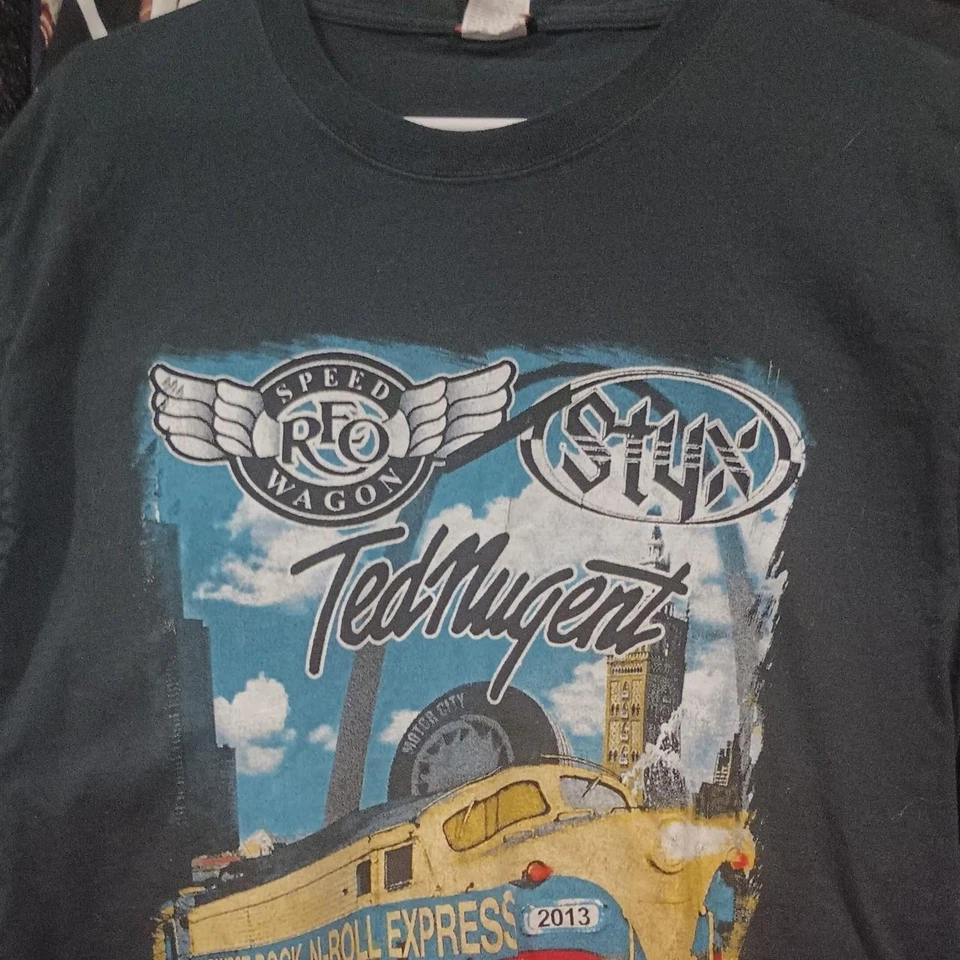 SPEED
REO
WAGON
Styx
Ted Nugent
MOTOR CITY
ROCK-N-ROLL EXPRESS
2013